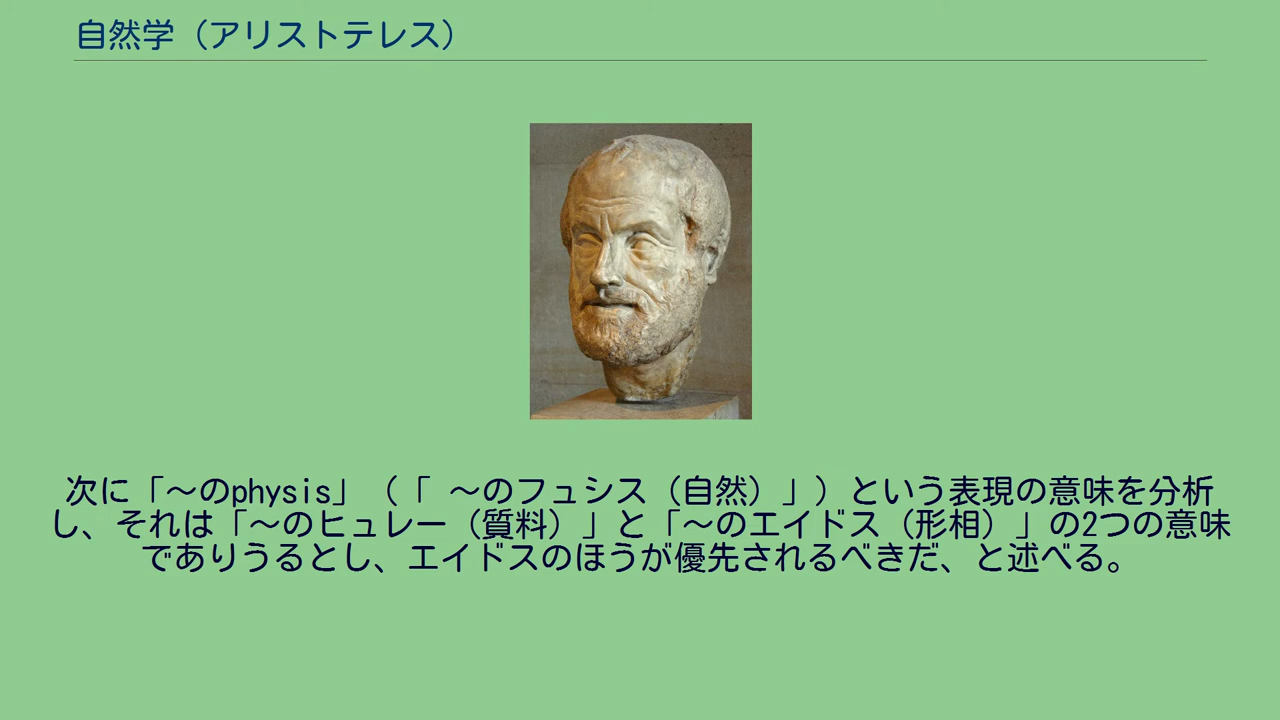 自然学（アリストテレス）
次に「～のphysis」（「 ～のフュシス（自然）」）という表現の意味を分析
し、それは「～のヒュレー（質料）」と「～のエイドス（形相）」の2つの意味
でありうるとし、エイドスのほうが優先されるべきだ、と述べる。